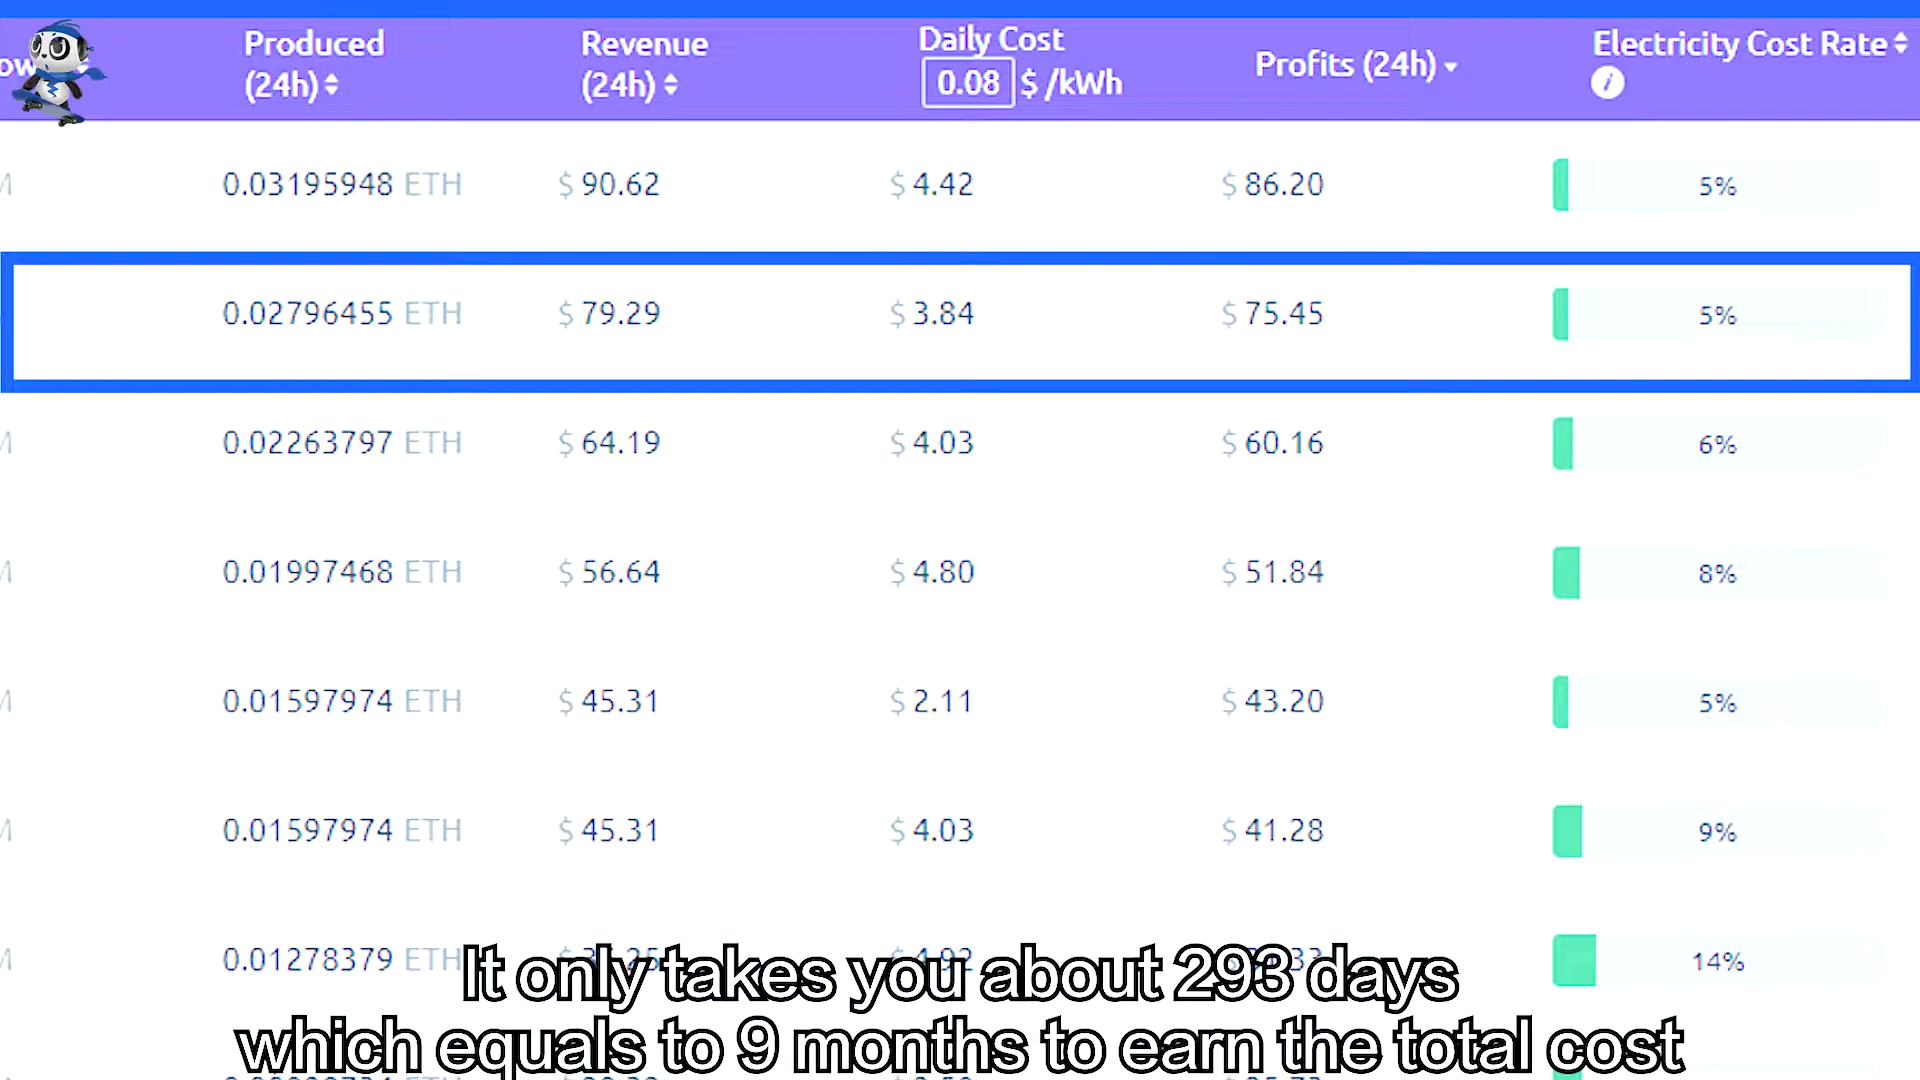 Produced (24h) Revenue (24h) Daily Cost 0.08 $ /kWh Profits (24h) Electricity Cost Rate
0.03195948 ETH $ 90.62 $ 4.42 $ 86.20 5%
0.02796455 ETH $ 79.29 $ 3.84 $ 75.45 5%
0.02263797 ETH $ 64.19 $ 4.03 $ 60.16 6%
0.01997468 ETH $ 56.64 $ 4.80 $ 51.84 8%
0.01597974 ETH $ 45.31 $ 2.11 $ 43.20 5%
0.01597974 ETH $ 45.31 $ 4.03 $ 41.28 9%
0.01278379 ETH 14%
It only takes you about 293 days
which equals to 9 months to earn the total cost